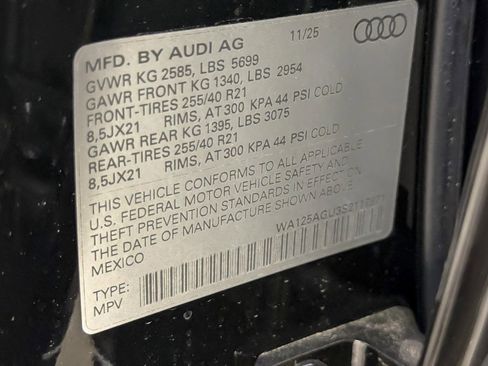 MFD. BY AUDI AG 11/25
GVWR KG 2585, LBS 5699
GAWR FRONT KG 1340, LBS 2954
FRONT-TIRES 255/40 R21
8,5JX21 RIMS, AT 300 KPA 44 PSI COLD
GAWR REAR KG 1395, LBS 3075
REAR-TIRES 255/40 R21
8,5JX21 RIMS, AT 300 KPA 44 PSI COLD
THIS VEHICLE CONFORMS TO ALL APPLICABLE
U.S. FEDERAL MOTOR VEHICLE SAFETY AND
THEFT PREVENTION STANDARDS IN EFFECT ON
THE DATE OF MANUFACTURE SHOWN ABOVE.
MEXICO
TYPE:
MPV